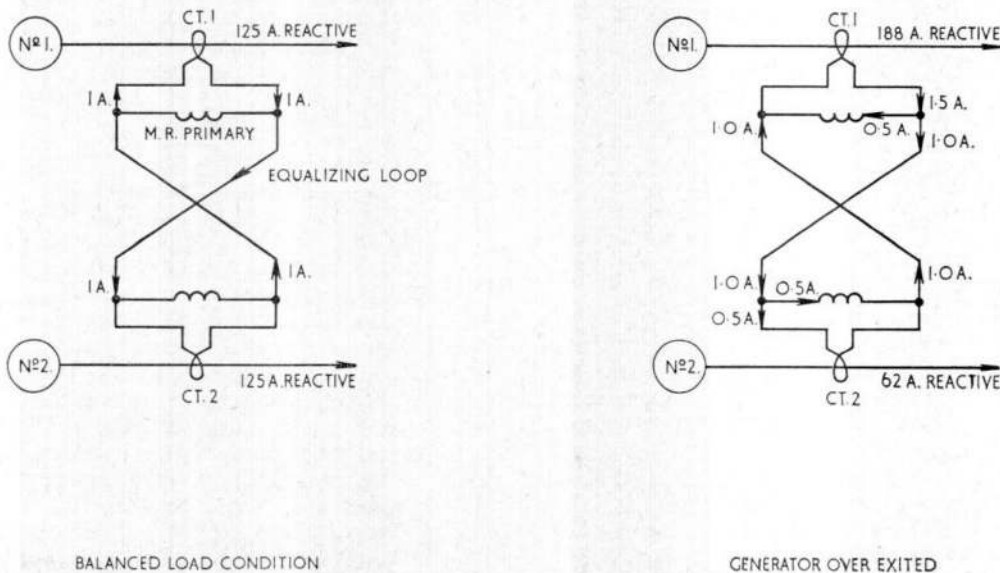 CT.1
Nº1.
125 A. REACTIVE
1A.
1A.
M. R. PRIMARY
EQUALIZING LOOP
1A.
1A.
Nº2.
125 A. REACTIVE
CT. 2
BALANCED LOAD CONDITION
CT.1
Nº1.
188 A. REACTIVE
1·5 A.
1·0 A.
0·5 A.
1·0 A.
1·0 A.
0·5A.
1·0 A.
0·5 A.
Nº2.
62 A. REACTIVE
CT. 2
GENERATOR OVER EXITED